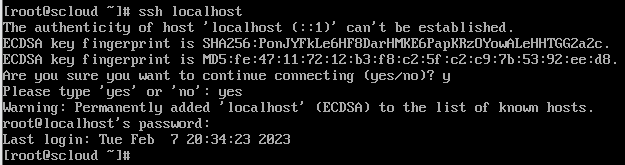 [root@scloud ~]# ssh localhost
The authenticity of host 'localhost (::1)' can't be established.
ECDSA key fingerprint is SHA256:PonJYFkLe6HF8DarHMKE6PapKRzOYowALeHHTGG2a2c.
ECDSA key fingerprint is MD5:fe:47:11:72:12:b3:f8:c2:5f:c2:c9:7b:53:92:ee:d8.
Are you sure you want to continue connecting (yes/no)? y
Please type 'yes' or 'no': yes
Warning: Permanently added 'localhost' (ECDSA) to the list of known hosts.
root@localhost's password:
Last login: Tue Feb  7 20:34:23 2023
[root@scloud ~]#